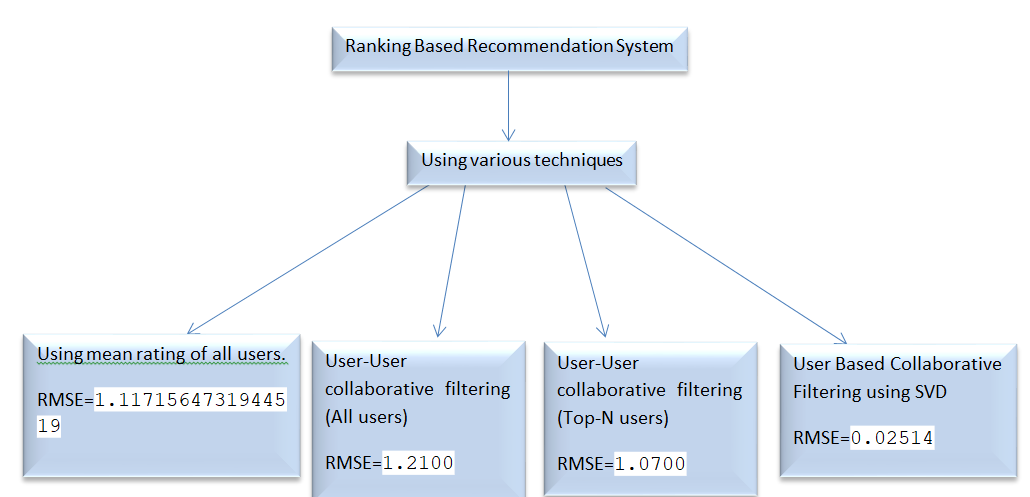 Ranking Based Recommendation System
Using various techniques
Using mean rating of all users.
RMSE=1.11715647319445
19
User-User
collaborative filtering
(All users)
RMSE=1.2100
User-User
collaborative filtering
(Top-N users)
RMSE=1.0700
User Based Collaborative
Filtering using SVD
RMSE=0.02514